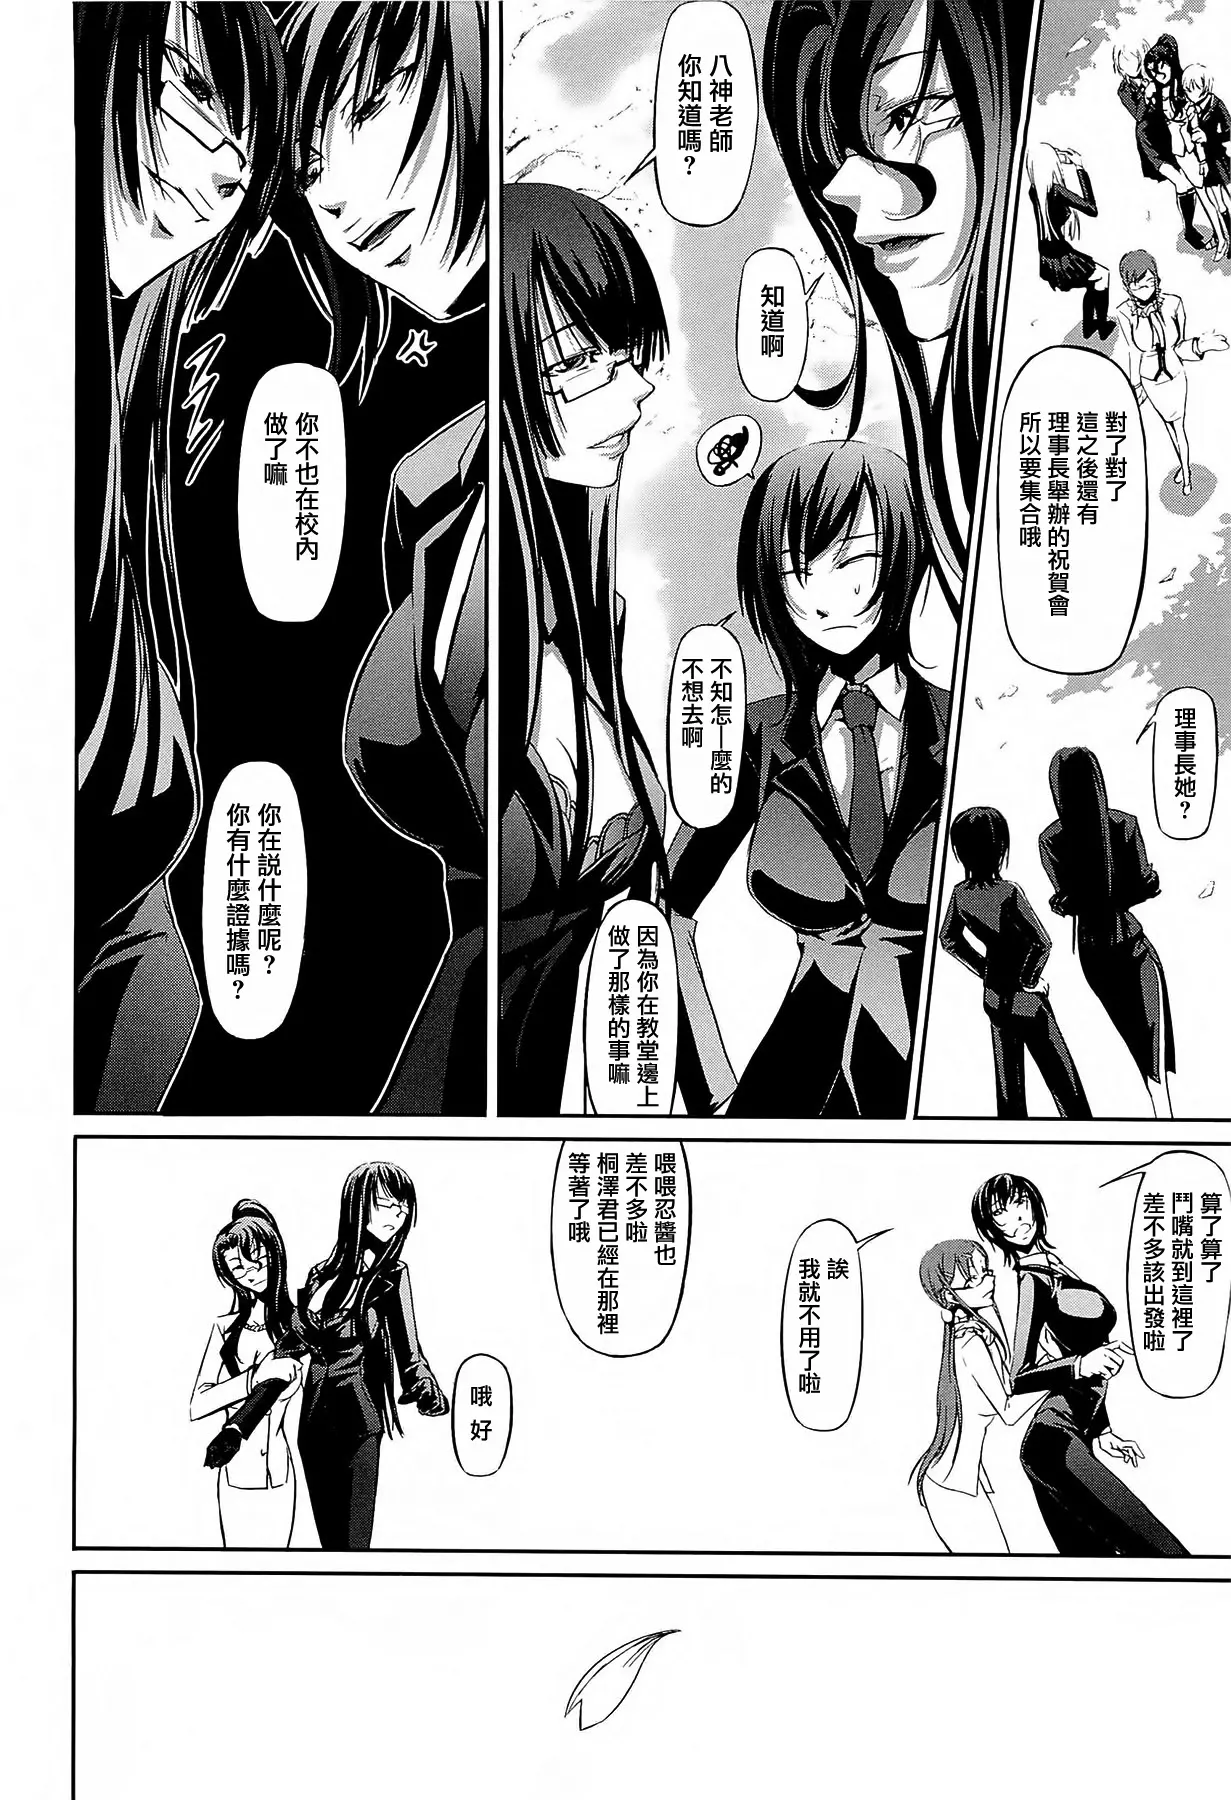 對了對了
這之後還有
理事長舉辦的祝賀會
所以要集合哦
理事長她?
八神老師
你知道嗎?
知道啊
不知怎—麼的
不想去啊
因為你在教堂邊上
做了那樣的事嘛
你不也在校內
做了嘛
你在説什麼呢?
你有什麼證據嗎?
算了算了
鬥嘴就到這裡了
差不多該出發啦
誒
我就不用了啦
喂喂忍醬也
差不多啦
桐澤君已經在那裡
等著了哦
哦
好